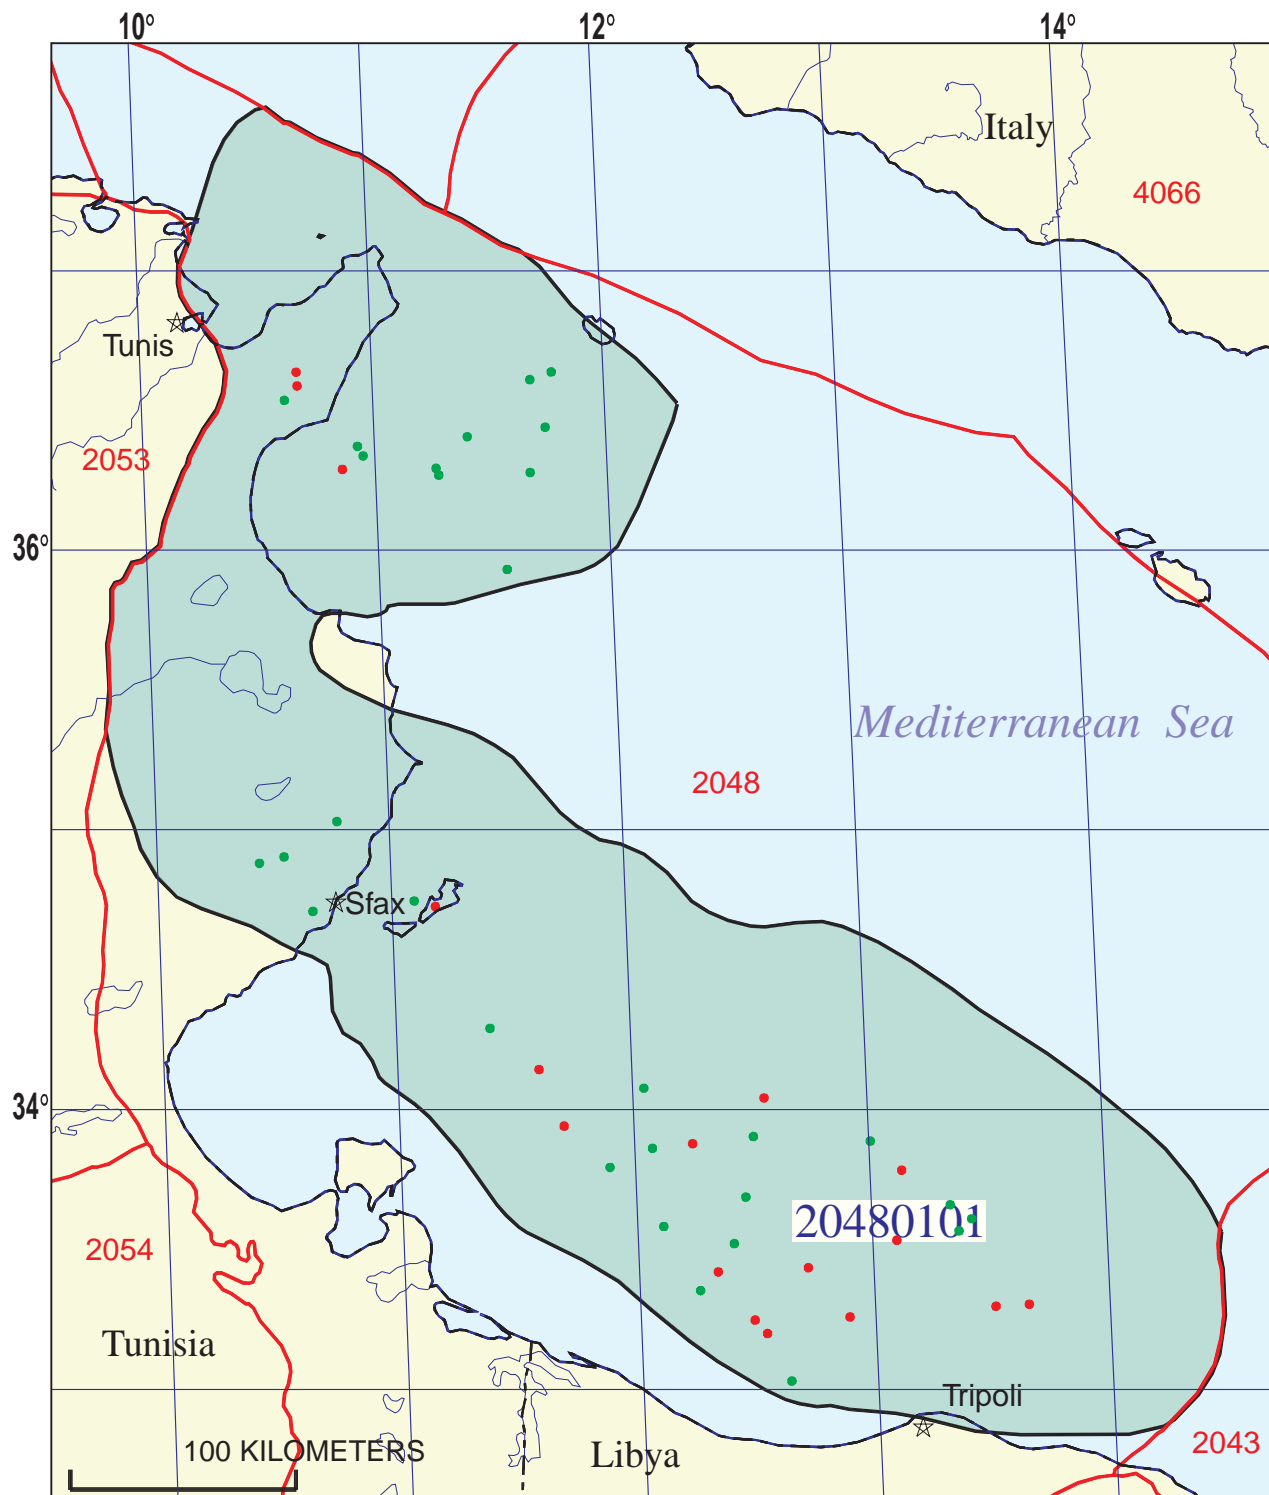 10°
12°
14°
Italy
4066
Tunis
2053
36°
Mediterranean Sea
2048
Sfax
34°
20480101
2054
Tunisia
Tripoli
100 KILOMETERS
Libya
2043